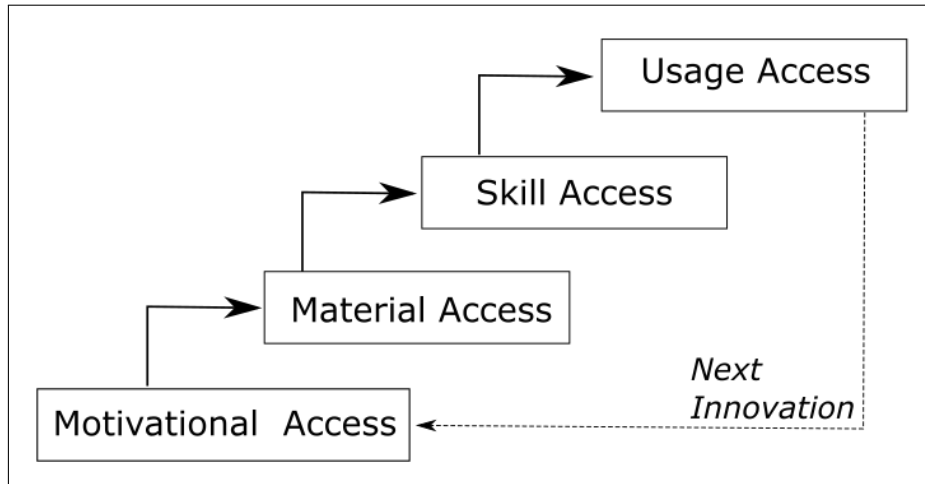 Usage Access
Skill Access
Material Access
Next
Innovation
Motivational Access